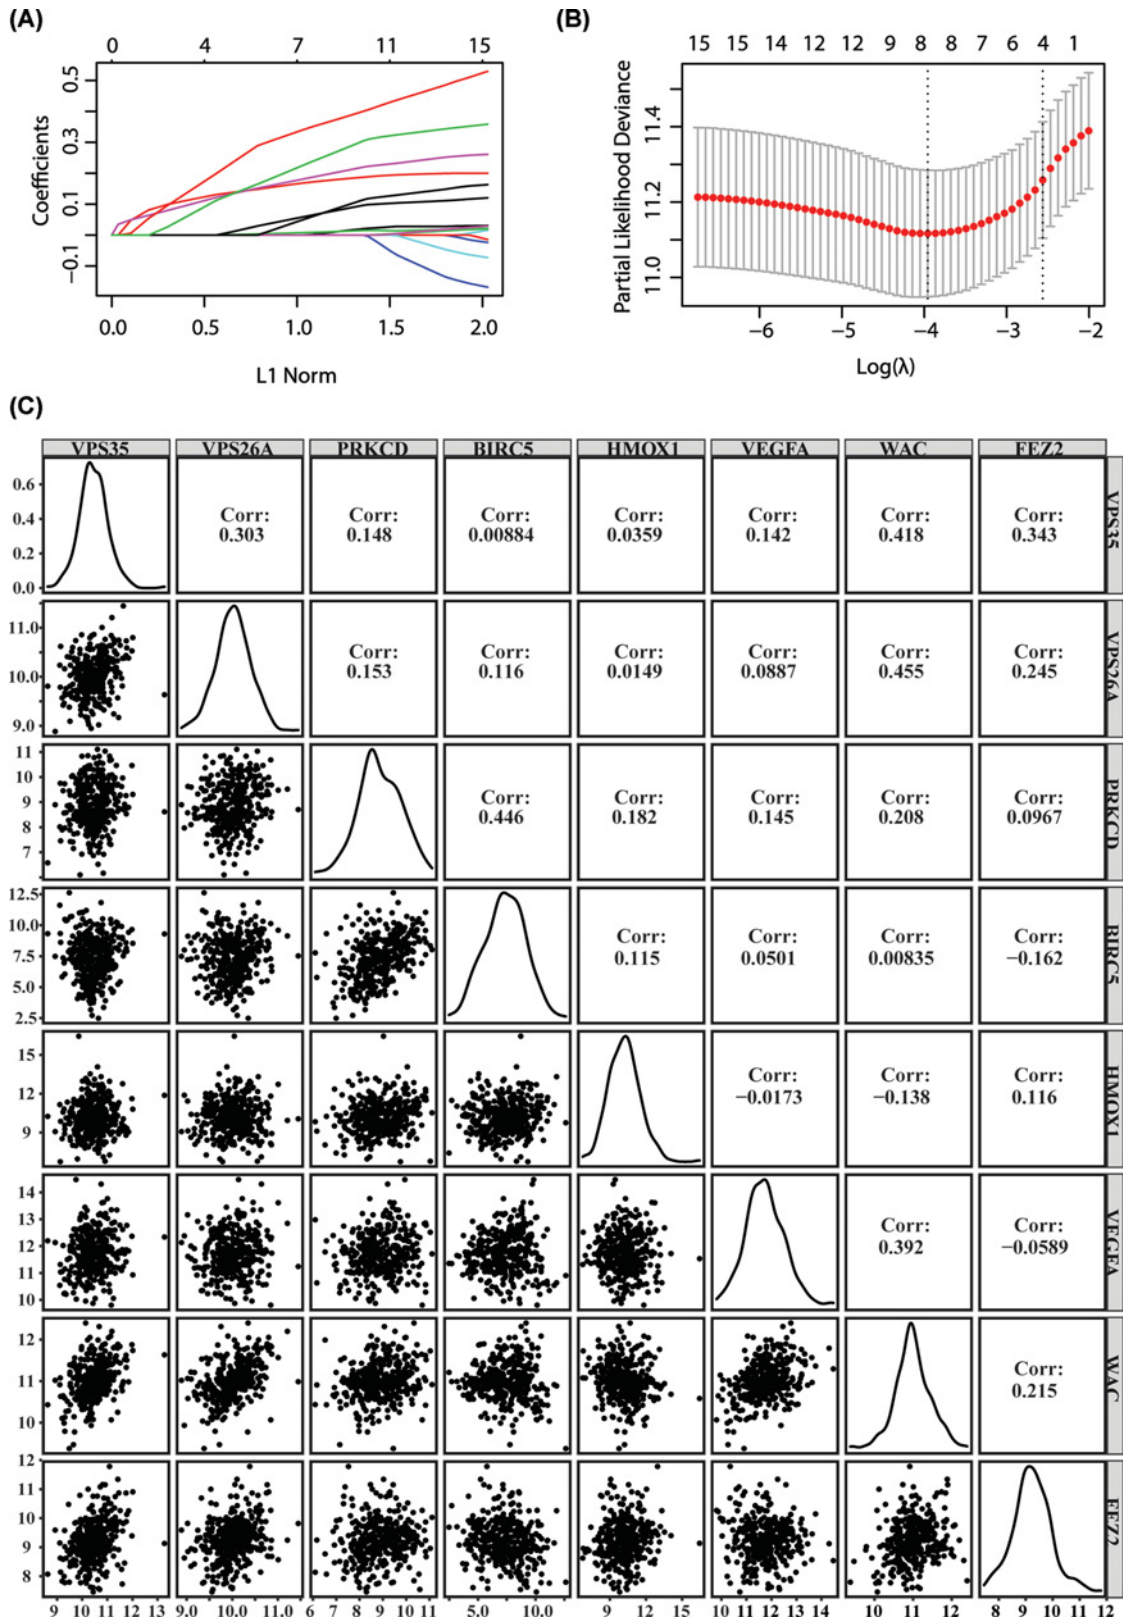 (A)
0 4 7 11 15
Coefficients
0.5
0.3
0.1
−0.1
0.0 0.5 1.0 1.5 2.0
L1 Norm
(B)
15 15 14 12 12 9 8 8 7 6 4 1
Partial Likelihood Deviance
11.4
11.2
11.0
−6 −5 −4 −3 −2
Log(λ)
(C)
VPS35 VPS26A PRKCD BIRC5 HMOX1 VEGFA WAC FEZ2
0.6
0.4
0.2
0.0
Corr: Corr: Corr: Corr: Corr: Corr: Corr:
0.303 0.148 0.00884 0.0359 0.142 0.418 0.343
VPS35
11.0
10.0
9.0
Corr: Corr: Corr: Corr: Corr: Corr:
0.153 0.116 0.0149 0.0887 0.455 0.245
VPS26A
11
10
9
8
7
Corr: Corr: Corr: Corr: Corr:
0.446 0.182 0.145 0.208 0.0967
PRKCD
12.5
10.0
7.5
5.0
2.5
Corr: Corr: Corr: Corr:
0.115 0.0501 0.00835 −0.162
BIRC5
15
12
9
Corr: Corr: Corr:
−0.0173 −0.138 0.116
HMOX1
14
13
12
11
10
Corr: Corr:
0.392 −0.0589
VEGFA
12
11
10
Corr:
0.215
WAC
12
11
10
9
8
FEZ2
9 10 11 12 13 9.0 10.0 11.0 6 7 8 9 10 11 5.0 10.0 9 12 15 10 11 12 13 14 10 11 12 8 9 10 11 12